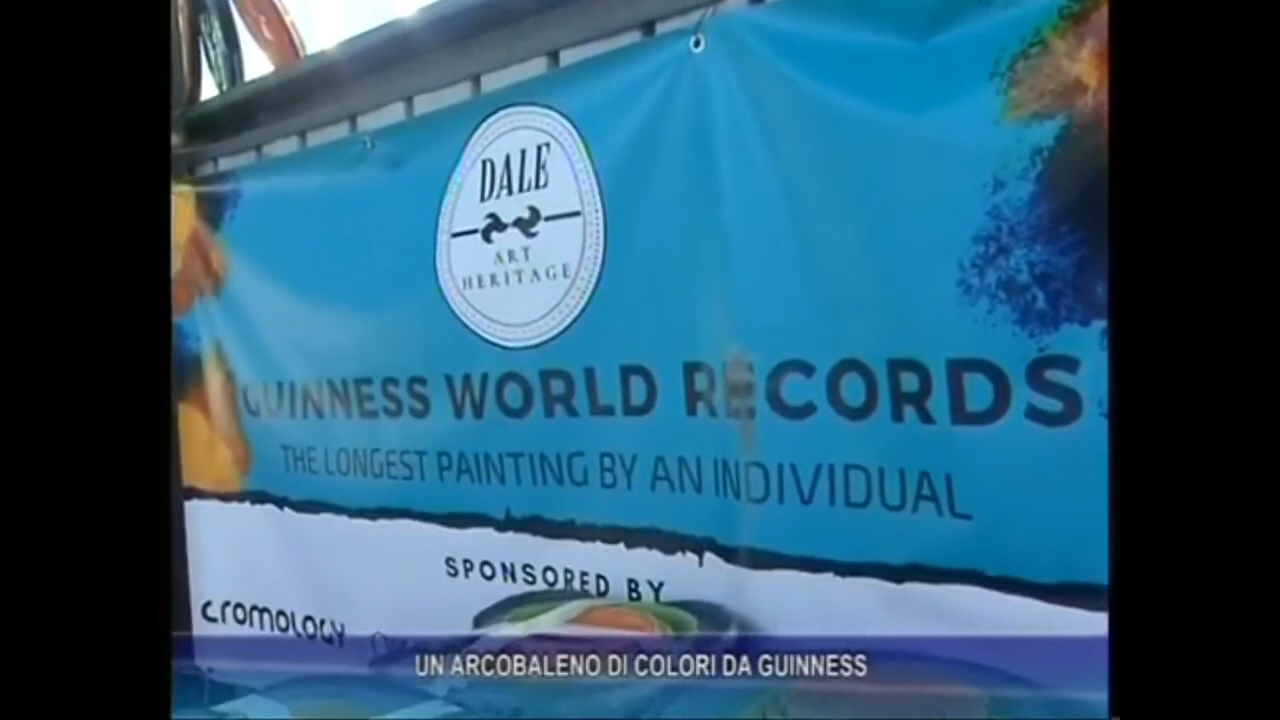 DALE
ART
HERITAGE
GUINNESS WORLD RECORDS
THE LONGEST PAINTING BY AN INDIVIDUAL
SPONSORED BY
cromology
UN ARCOBALENO DI COLORI DA GUINNESS